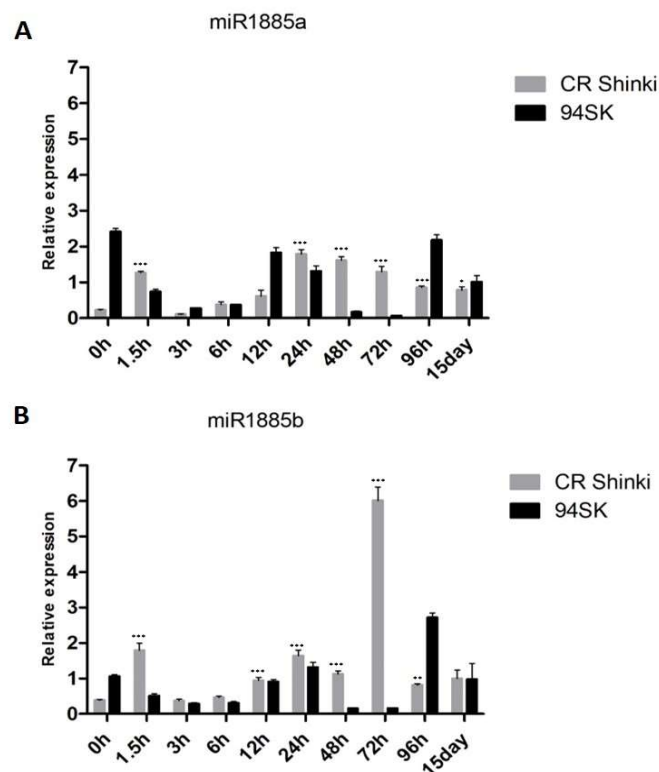 A
miR1885a
Relative expression
7
6
5
4
3
2
1
0
0h
1.5h
3h
6h
12h
24h
48h
72h
96h
15day
CR Shinki
94SK
***
***
***
***
***
*
B
miR1885b
Relative expression
7
6
5
4
3
2
1
0
0h
1.5h
3h
6h
12h
24h
48h
72h
96h
15day
CR Shinki
94SK
***
***
***
***
***
**